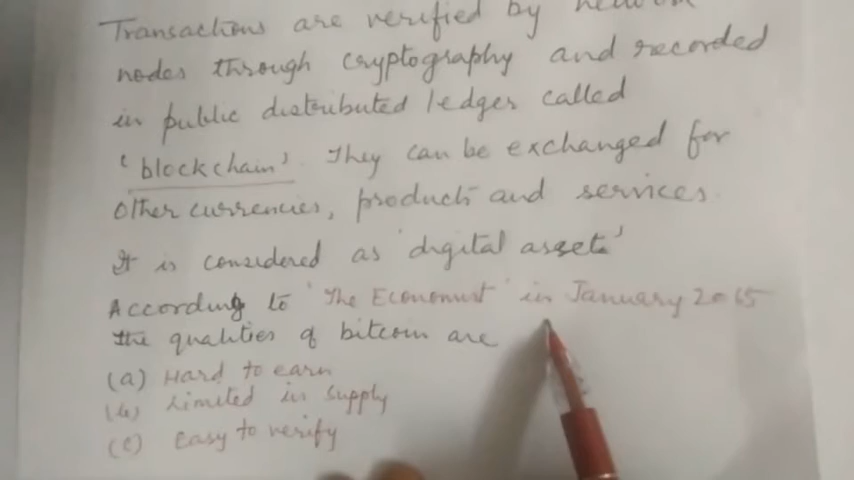 Transactions are verified by network
nodes through cryptography and recorded
in public distributed ledger called
'blockchain'. They can be exchanged for
other currencies, products and services.
It is considered as 'digital assets'
According to 'The Economist' in January 2015
the qualities of bitcoin are
(a) Hard to earn
(b) Limited in supply
(c) Easy to verify